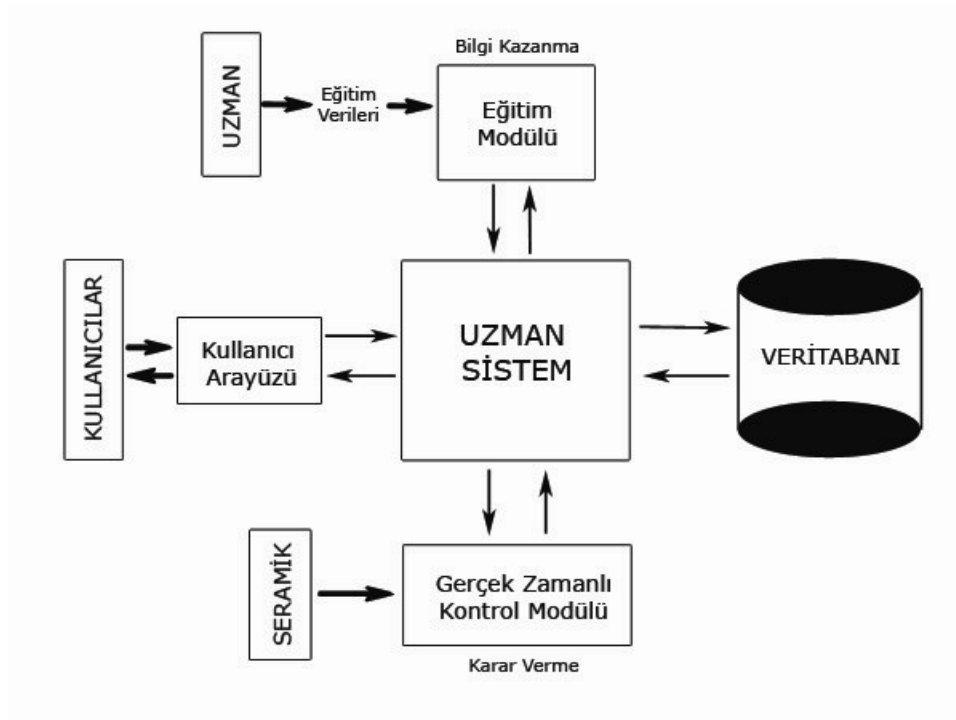 Bilgi Kazanma
UZMAN
Eğitim
Verileri
Eğitim
Modülü
KULLANICILAR
Kullanıcı
Arayüzü
UZMAN
SİSTEM
VERİTABANI
SERAMİK
Gerçek Zamanlı
Kontrol Modülü
Karar Verme